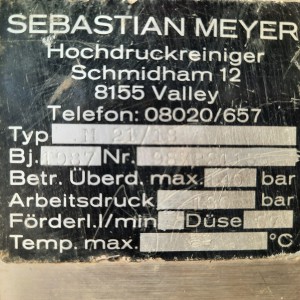 SEBASTIAN MEYER
Hochdruckreiniger
Schmidham 12
8155 Valley
Telefon: 08020/657
Typ
Bj. 1987 Nr.
Betr. Überd. max. bar
Arbeitsdruck bar
Förderl.l/min Düse
Temp. max. °C